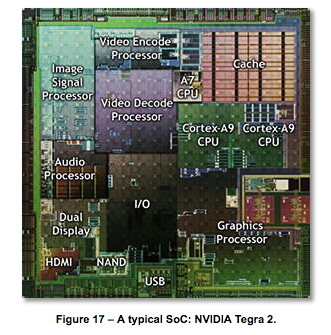 Video Encode
Processor
Cache
Image
Signal
Processor
A7
CPU
Video Decode
Processor
Cortex-A9
CPU
Cortex-A9
CPU
Audio
Processor
I/O
Dual
Display
Graphics
Processor
HDMI
NAND
USB
Figure 17 – A typical SoC: NVIDIA Tegra 2.